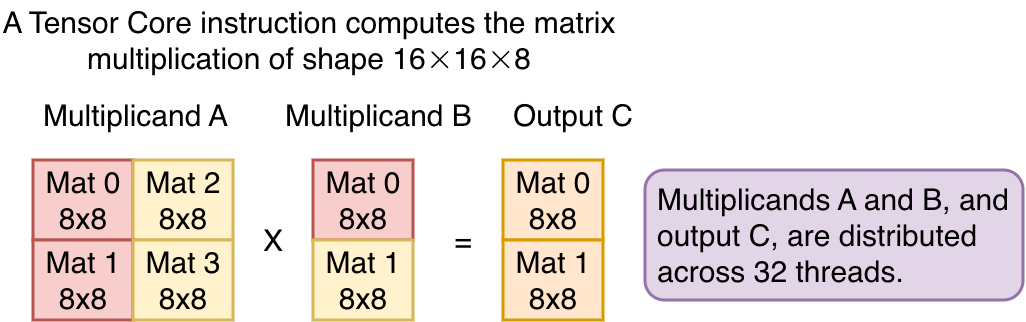 A Tensor Core instruction computes the matrix
multiplication of shape 16×16×8
Multiplicand A
Multiplicand B
Output C
Mat 0
8x8
Mat 2
8x8
Mat 1
8x8
Mat 3
8x8
X
Mat 0
8x8
Mat 1
8x8
=
Mat 0
8x8
Mat 1
8x8
Multiplicands A and B, and
output C, are distributed
across 32 threads.